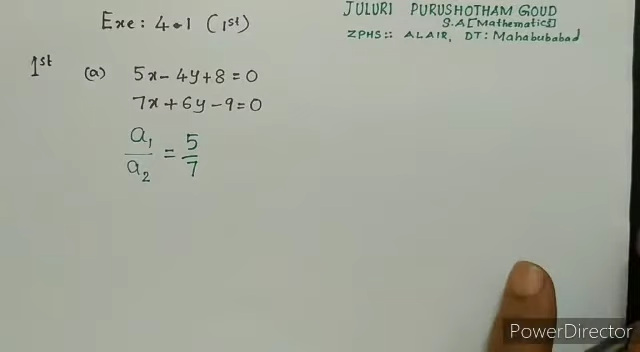 Exe: 4.1 (1st)
JULURI PURUSHOTHAM GOUD
S.A[Mathematics]
ZPHS:: ALAIR, DT: Mahabubabad
1st (a) 5x - 4y + 8 = 0
7x + 6y - 9 = 0
a1/a2 = 5/7
PowerDirector